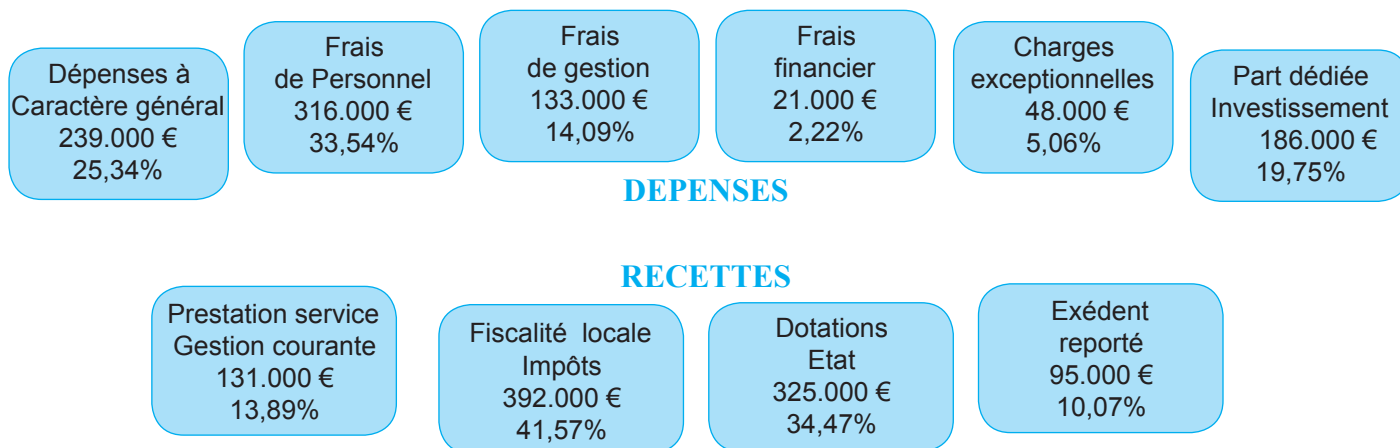 Dépenses à
Caractère général
239.000 €
25,34%
Frais
de Personnel
316.000 €
33,54%
Frais
de gestion
133.000 €
14,09%
Frais
financier
21.000 €
2,22%
Charges
exceptionnelles
48.000 €
5,06%
Part dédiée
Investissement
186.000 €
19,75%
DEPENSES
RECETTES
Prestation service
Gestion courante
131.000 €
13,89%
Fiscalité locale
Impôts
392.000 €
41,57%
Dotations
Etat
325.000 €
34,47%
Exédent
reporté
95.000 €
10,07%